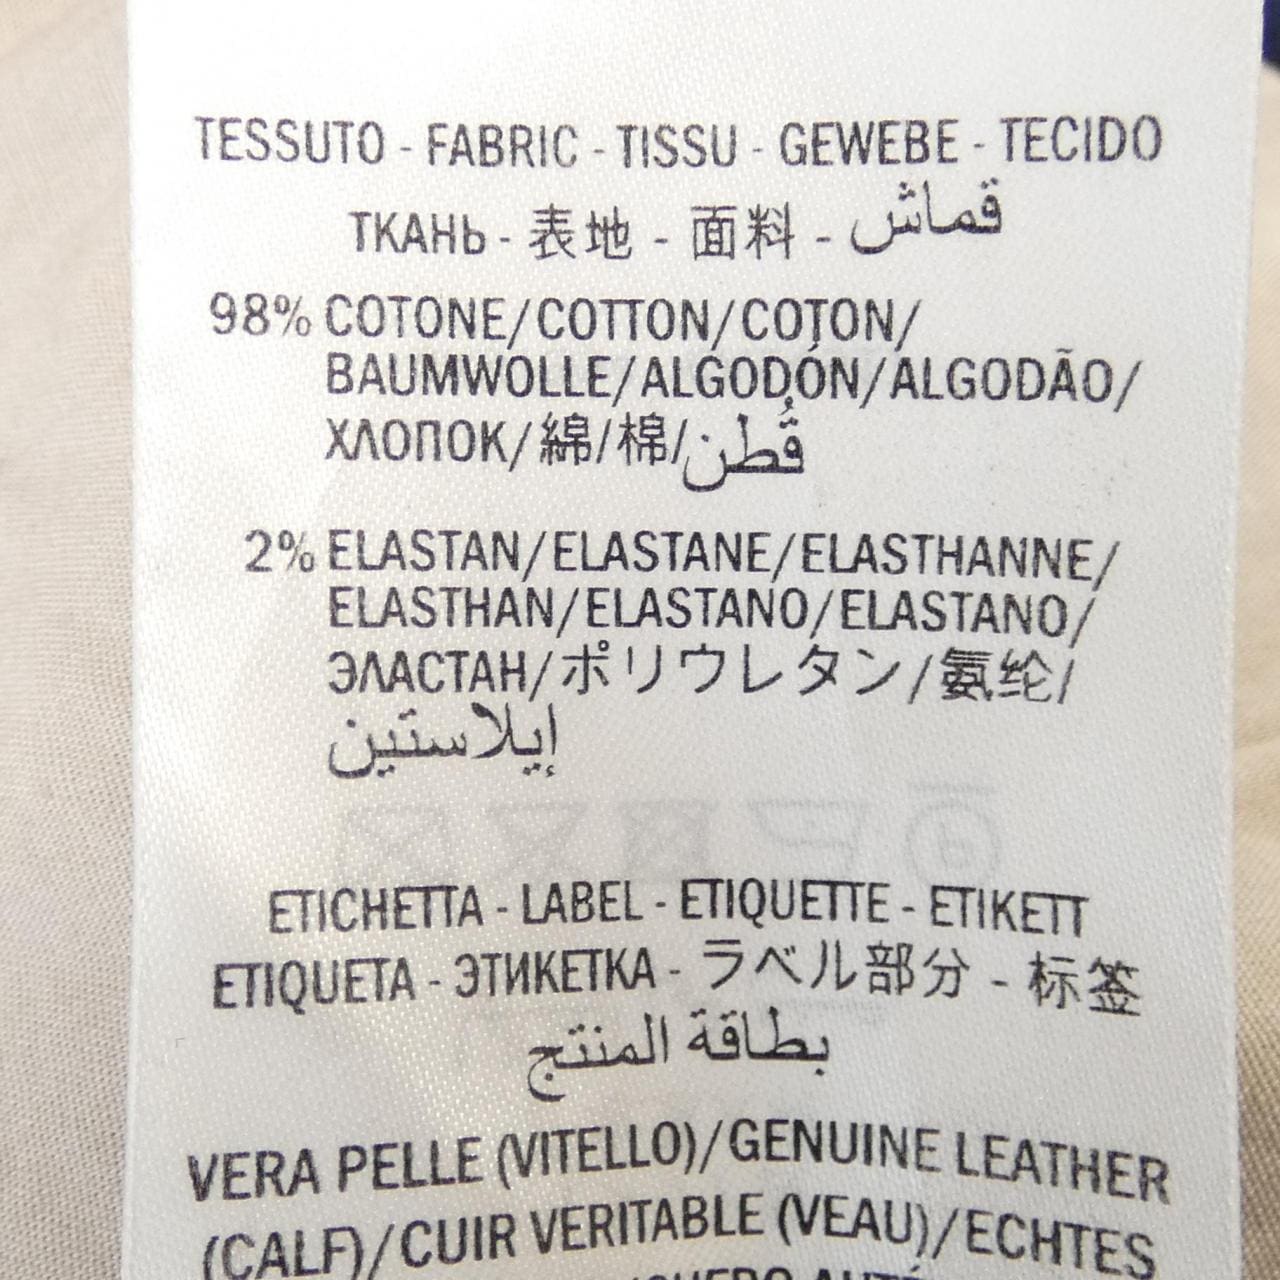 TESSUTO - FABRIC - TISSU - GEWEBE - TECIDO
ТКАНЬ - 表地 - 面料 - قماش
98% COTONE/COTTON/COTON/
BAUMWOLLE/ALGODÓN/ALGODÃO/
ХЛОПОК/綿/棉/قُطن
2% ELASTAN/ELASTANE/ELASTHANNE/
ELASTHAN/ELASTANO/ELASTANO/
ЭЛАСТАН/ポリウレタン/氨纶/
إيلاستين
ETICHETTA - LABEL - ETIQUETTE - ETIKETT
ETIQUETA - ЭТИКЕТКА - ラベル部分 - 标签
بطاقة المنتج
VERA PELLE (VITELLO)/GENUINE LEATHER
(CALF)/CUIR VERITABLE (VEAU)/ECHTES